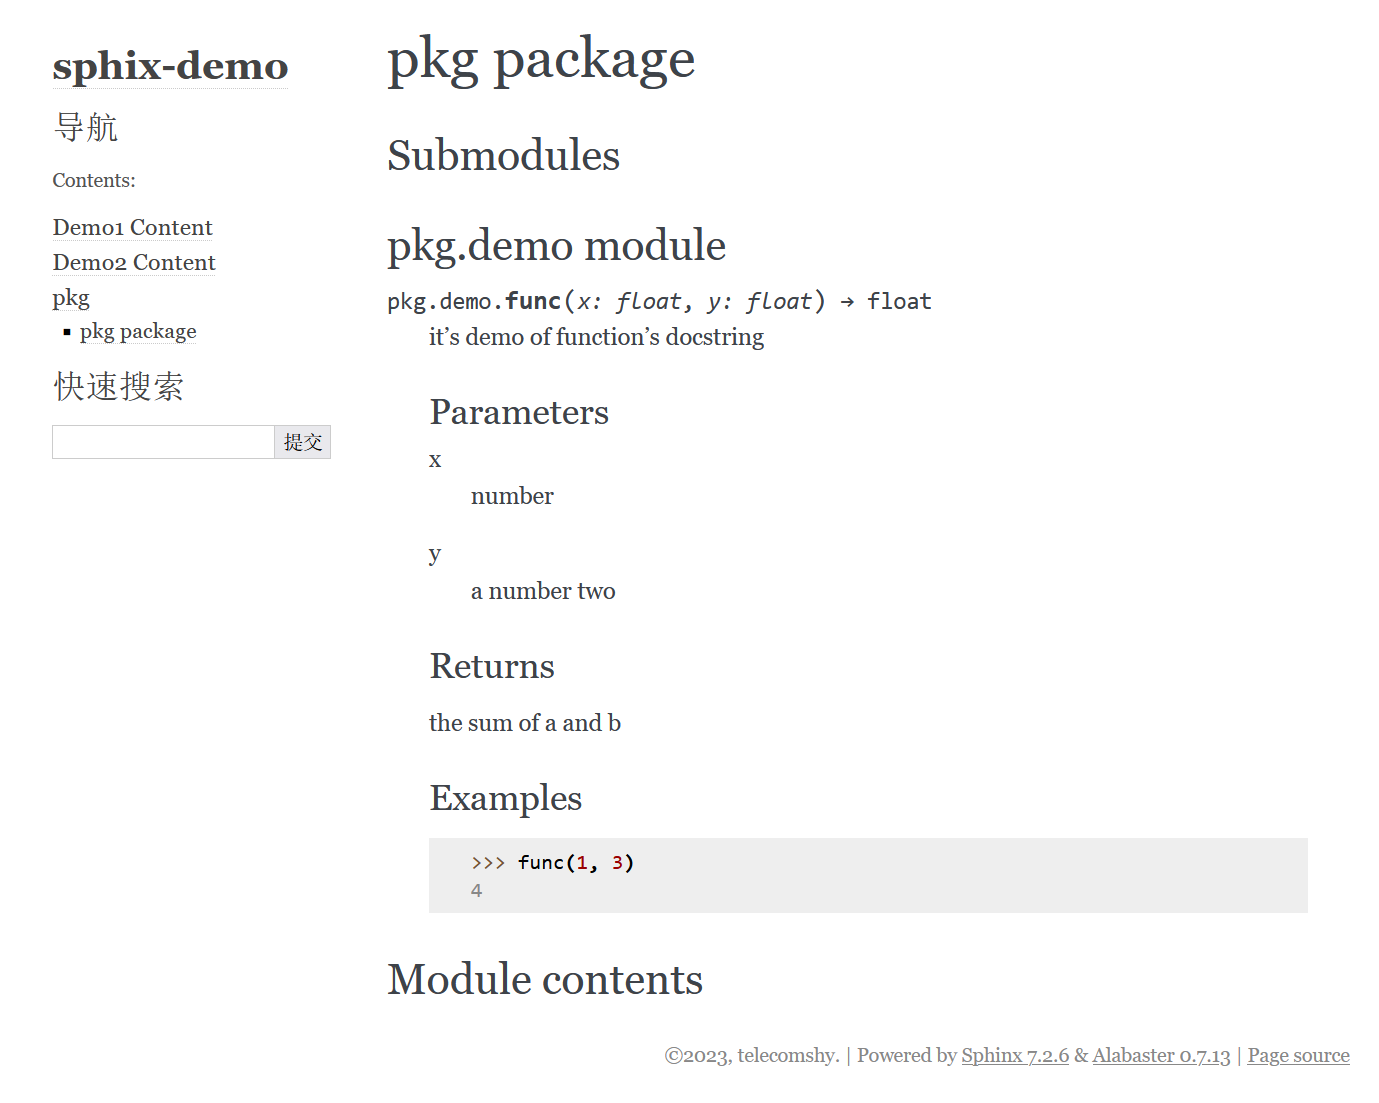 sphix-demo
导航
Contents:
Demo1 Content
Demo2 Content
pkg
pkg package
快速搜索
提交
pkg package
Submodules
pkg.demo module
pkg.demo.func(x: float, y: float) → float
it’s demo of function’s docstring
Parameters
x
number
y
a number two
Returns
the sum of a and b
Examples
>>> func(1, 3)
4
Module contents
©2023, telecomshy. | Powered by Sphinx 7.2.6 & Alabaster 0.7.13 | Page source